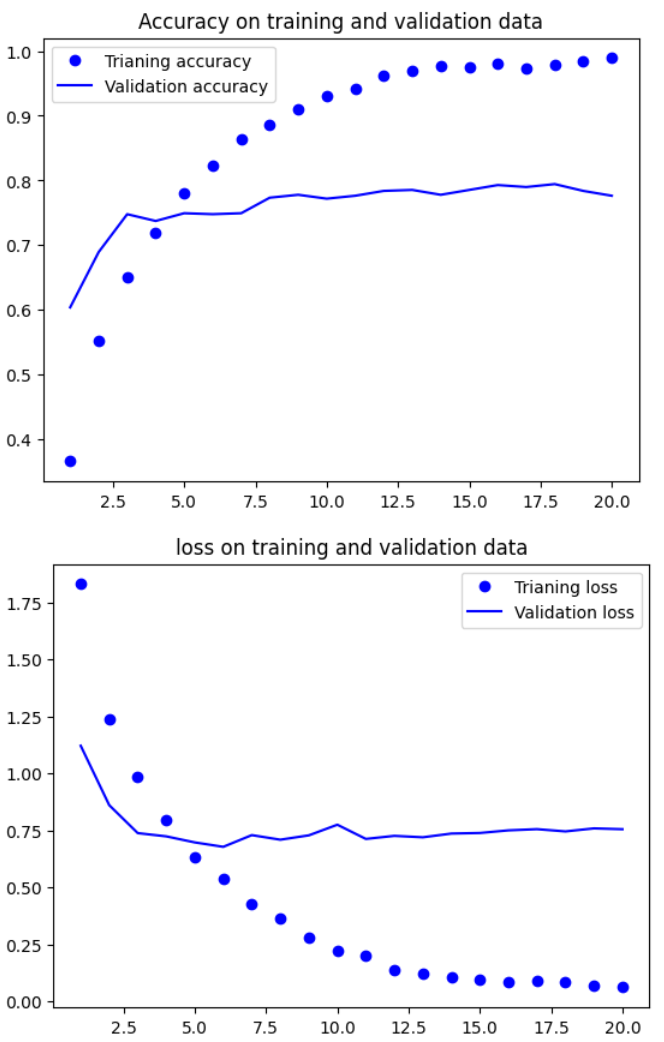 Accuracy on training and validation data
1.0
0.9
0.8
0.7
0.6
0.5
0.4
Trianing accuracy
Validation accuracy
2.5 5.0 7.5 10.0 12.5 15.0 17.5 20.0
loss on training and validation data
1.75
1.50
1.25
1.00
0.75
0.50
0.25
0.00
Trianing loss
Validation loss
2.5 5.0 7.5 10.0 12.5 15.0 17.5 20.0